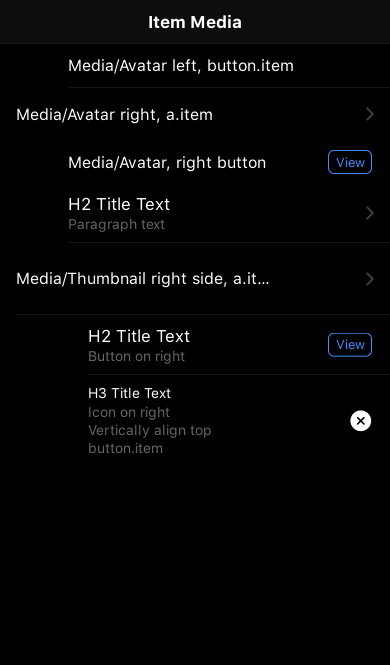 Item Media
Media/Avatar left, button.item
Media/Avatar right, a.item
Media/Avatar, right button
View
H2 Title Text
Paragraph text
Media/Thumbnail right side, a.it...
H2 Title Text
Button on right
View
H3 Title Text
Icon on right
Vertically align top
button.item